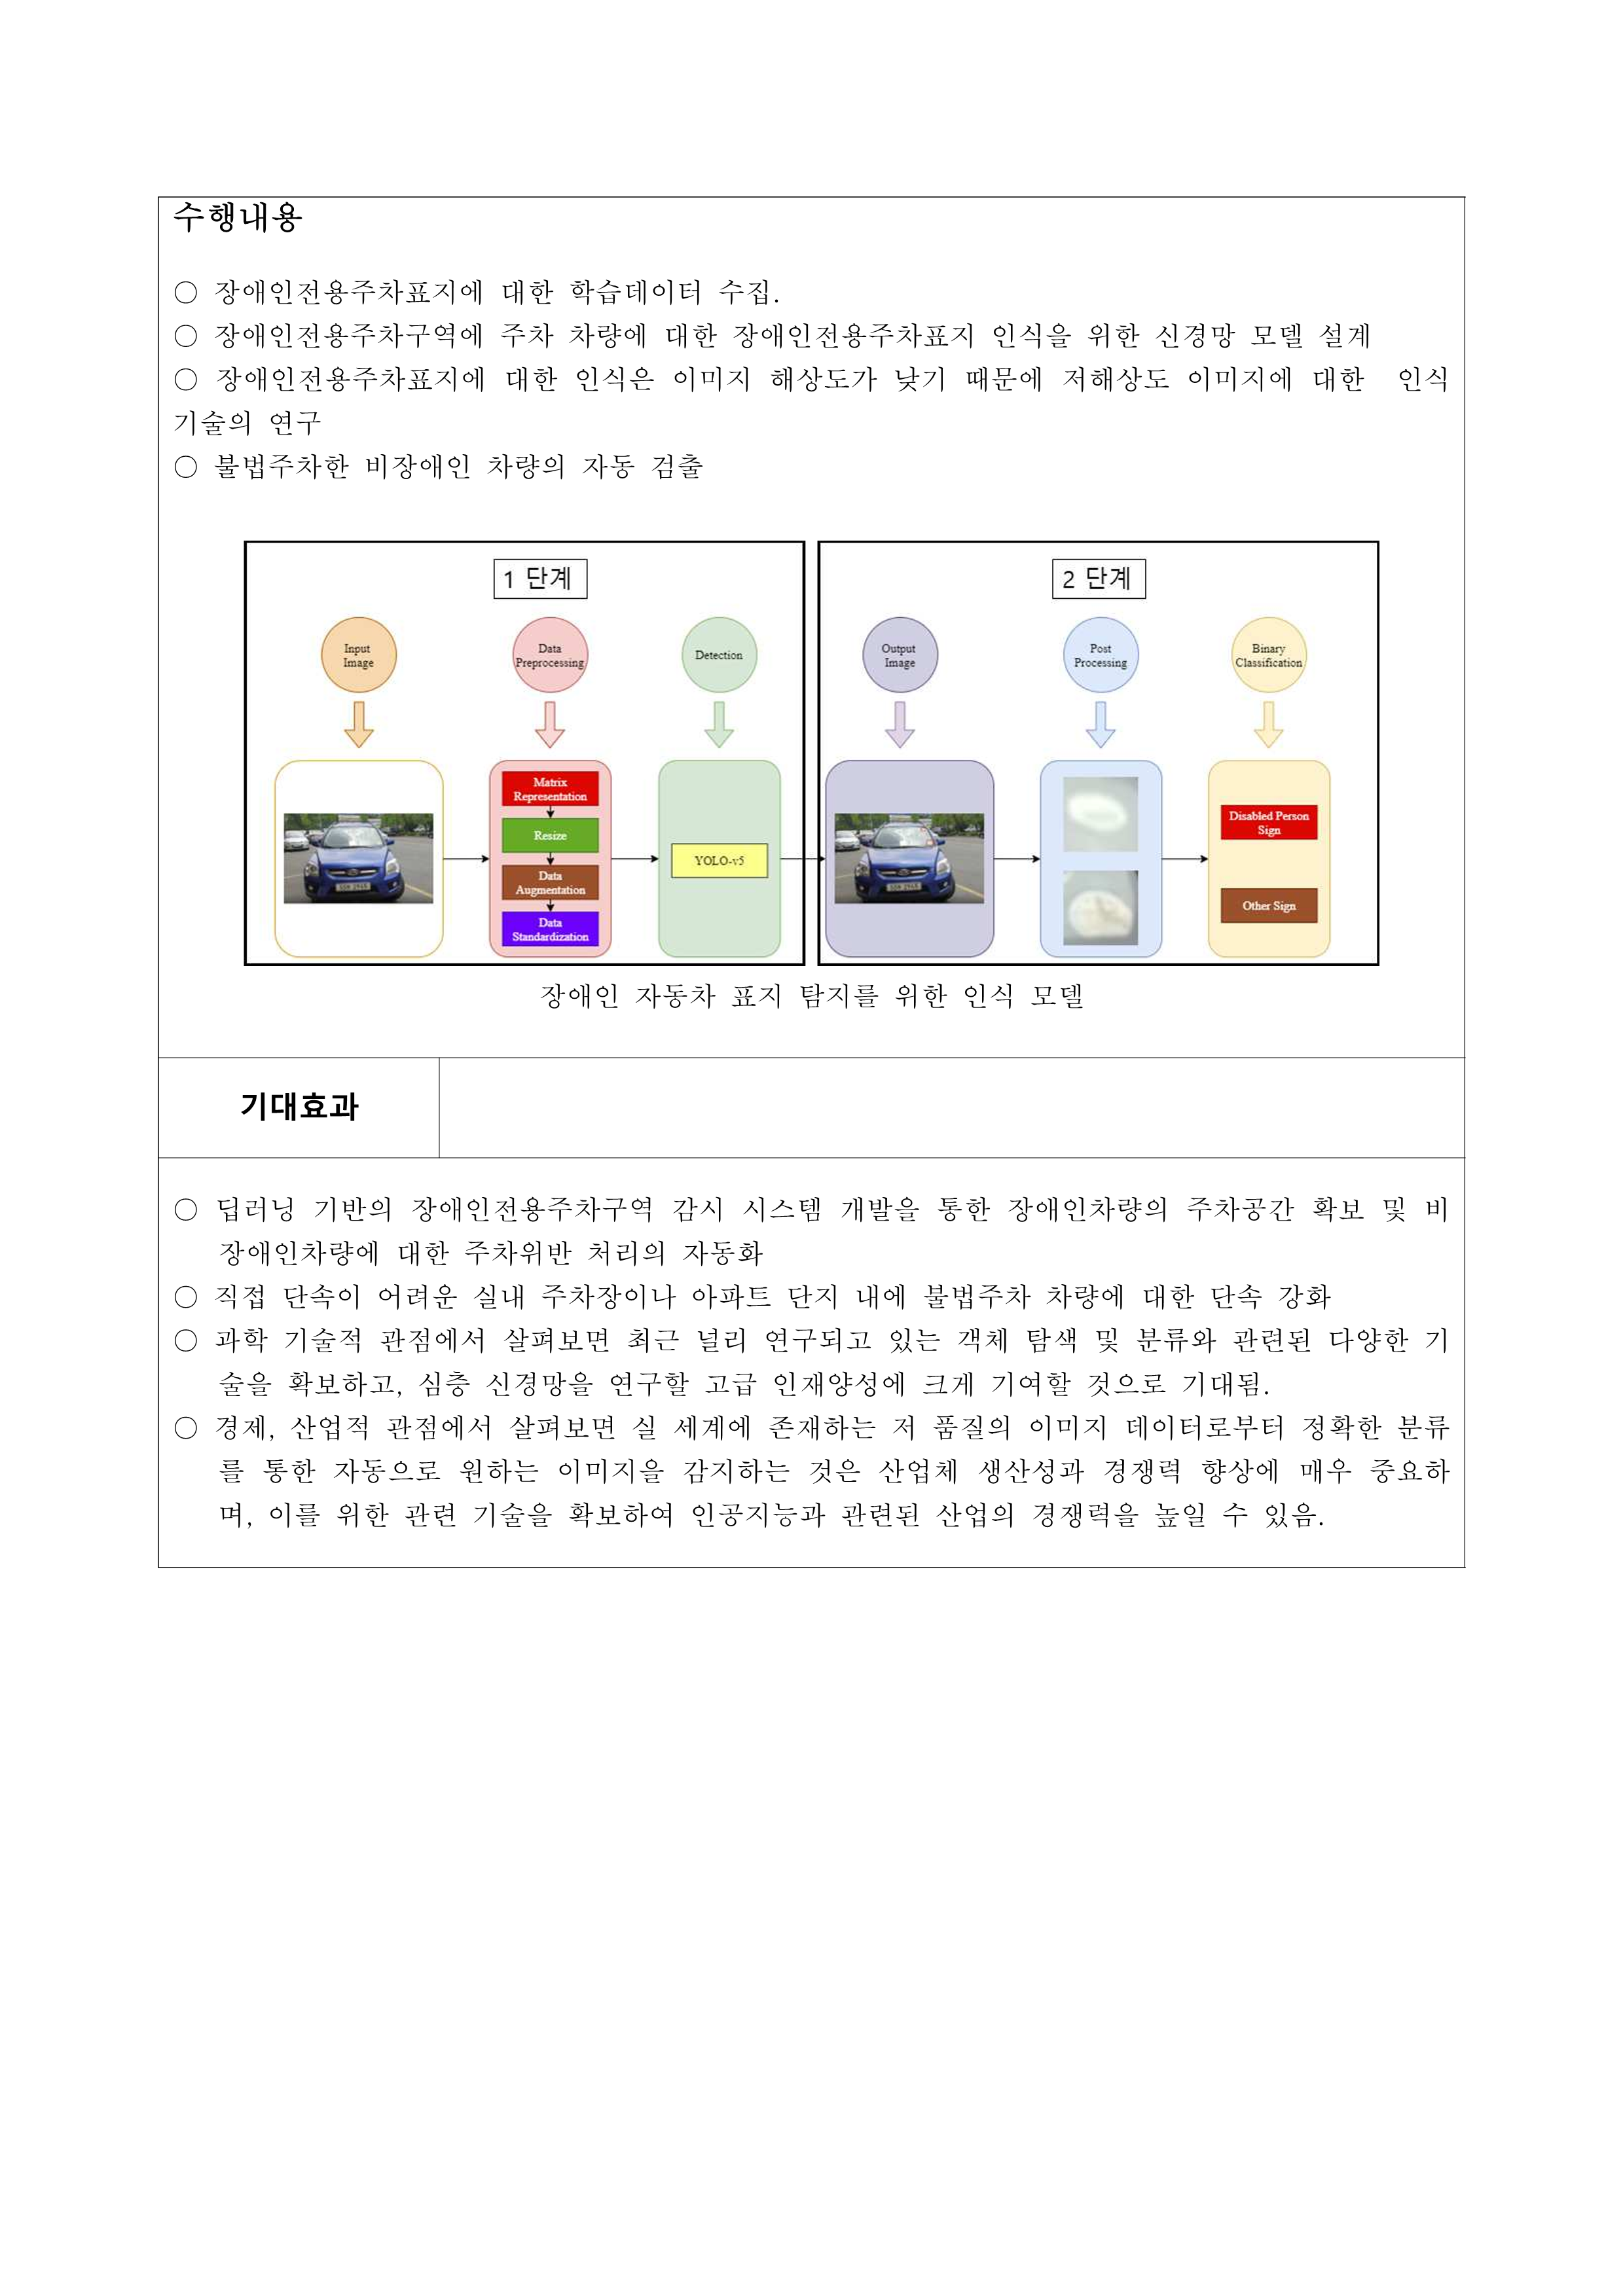 수행내용
○ 장애인전용주차표지에 대한 학습데이터 수집.
○ 장애인전용주차구역에 주차 차량에 대한 장애인전용주차표지 인식을 위한 신경망 모델 설계
○ 장애인전용주차표지에 대한 인식은 이미지 해상도가 낮기 때문에 저해상도 이미지에 대한 인식
기술의 연구
○ 불법주차한 비장애인 차량의 자동 검출
1 단계
Input
Image
Data
Preprocessing
Detection
Matrix
Representation
Resize
Data
Augmentation
Data
Standardization
YOLO-v5
2 단계
Output
Image
Post
Processing
Binary
Classification
Disabled Person
Sign
Other Sign
장애인 자동차 표지 탐지를 위한 인식 모델
기대효과
○ 딥러닝 기반의 장애인전용주차구역 감시 시스템 개발을 통한 장애인차량의 주차공간 확보 및 비
장애인차량에 대한 주차위반 처리의 자동화
○ 직접 단속이 어려운 실내 주차장이나 아파트 단지 내에 불법주차 차량에 대한 단속 강화
○ 과학 기술적 관점에서 살펴보면 최근 널리 연구되고 있는 객체 탐색 및 분류와 관련된 다양한 기
술을 확보하고, 심층 신경망을 연구할 고급 인재양성에 크게 기여할 것으로 기대됨.
○ 경제, 산업적 관점에서 살펴보면 실 세계에 존재하는 저 품질의 이미지 데이터로부터 정확한 분류
를 통한 자동으로 원하는 이미지을 감지하는 것은 산업체 생산성과 경쟁력 향상에 매우 중요하
며, 이를 위한 관련 기술을 확보하여 인공지능과 관련된 산업의 경쟁력을 높일 수 있음.